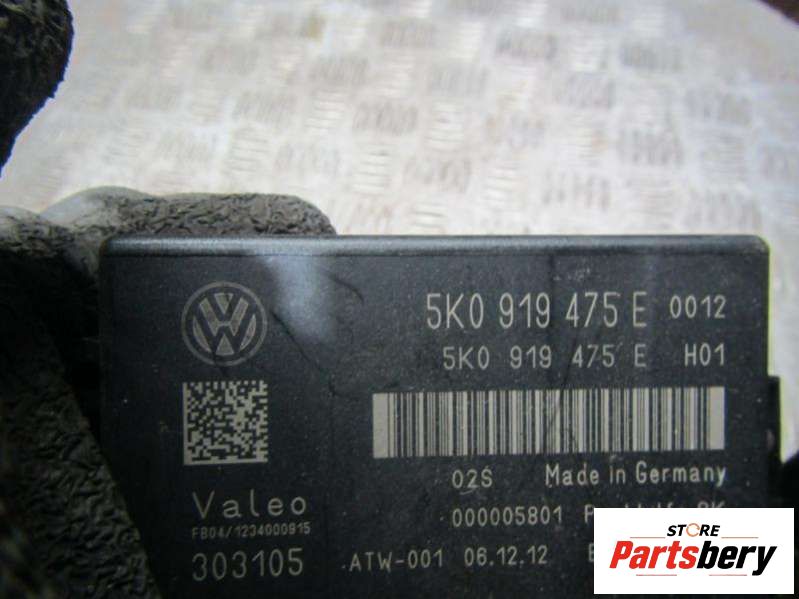 5K0 919 475 E 0012
5K0 919 475 E H01
02S Made in Germany
Valeo
FB04/1234000915
000005801
303105
ATW-001 06.12.12
STORE
Partsbery